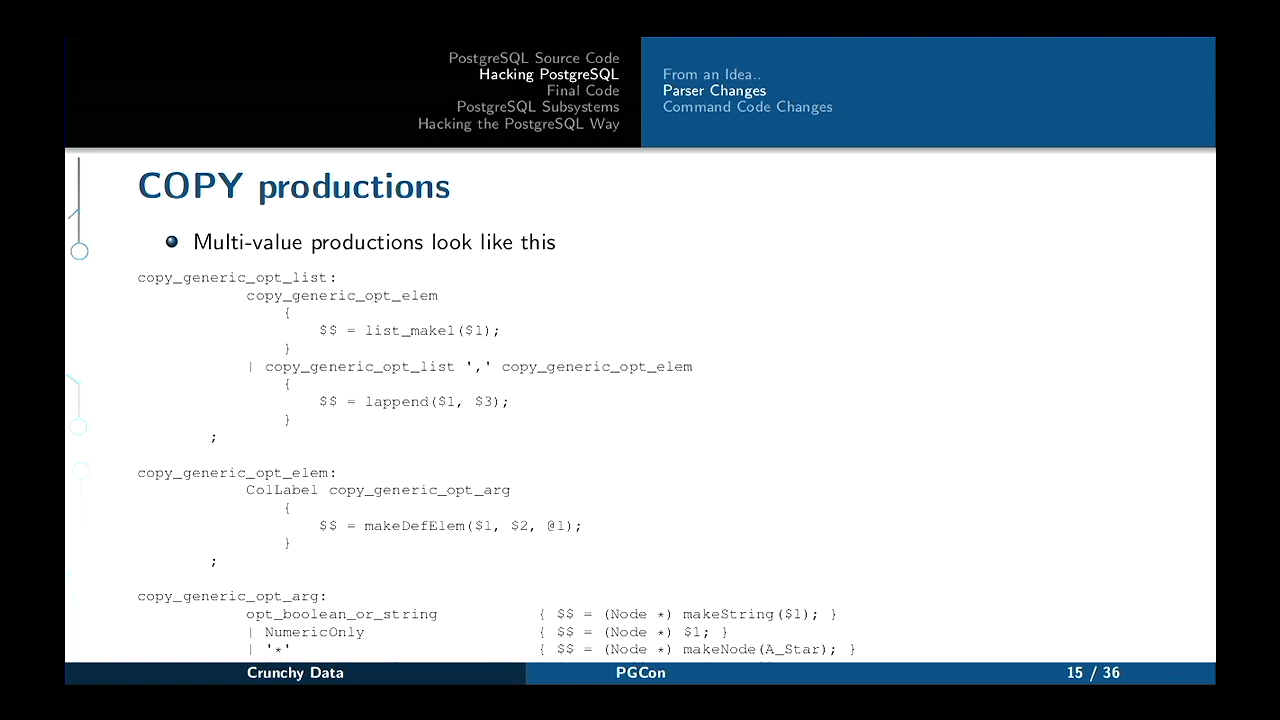 PostgreSQL Source Code
Hacking PostgreSQL
Final Code
PostgreSQL Subsystems
Hacking the PostgreSQL Way
From an Idea..
Parser Changes
Command Code Changes
COPY productions
Multi-value productions look like this
copy_generic_opt_list:
copy_generic_opt_elem
{
$$ = list_make1($1);
}
| copy_generic_opt_list ',' copy_generic_opt_elem
{
$$ = lappend($1, $3);
}
;
copy_generic_opt_elem:
ColLabel copy_generic_opt_arg
{
$$ = makeDefElem($1, $2, @1);
}
;
copy_generic_opt_arg:
opt_boolean_or_string { $$ = (Node *) makeString($1); }
| NumericOnly { $$ = (Node *) $1; }
| '*' { $$ = (Node *) makeNode(A_Star); }
Crunchy Data PGCon 15 / 36